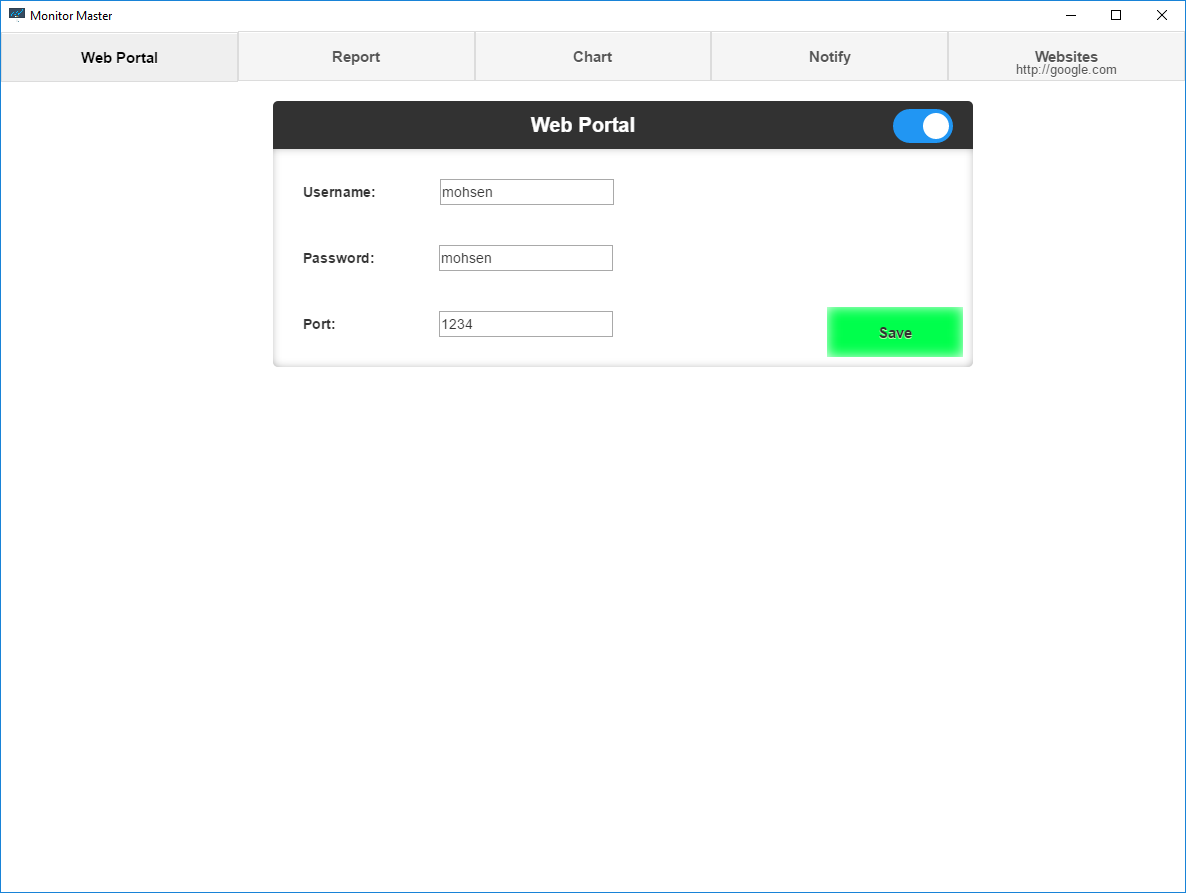 Monitor Master
Web Portal
Report
Chart
Notify
Websites
http://google.com
Web Portal
Username:
mohsen
Password:
mohsen
Port:
1234
Save